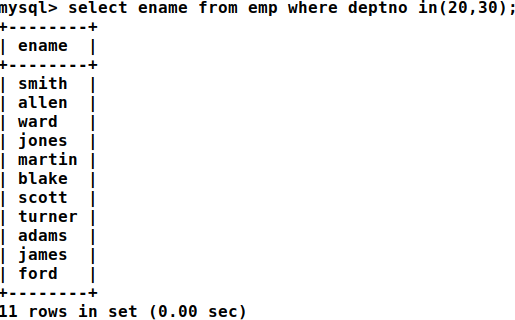 mysql> select ename from emp where deptno in(20,30);
+--------+
| ename  |
+--------+
| smith  |
| allen  |
| ward   |
| jones  |
| martin |
| blake  |
| scott  |
| turner |
| adams  |
| james  |
| ford   |
+--------+
11 rows in set (0.00 sec)